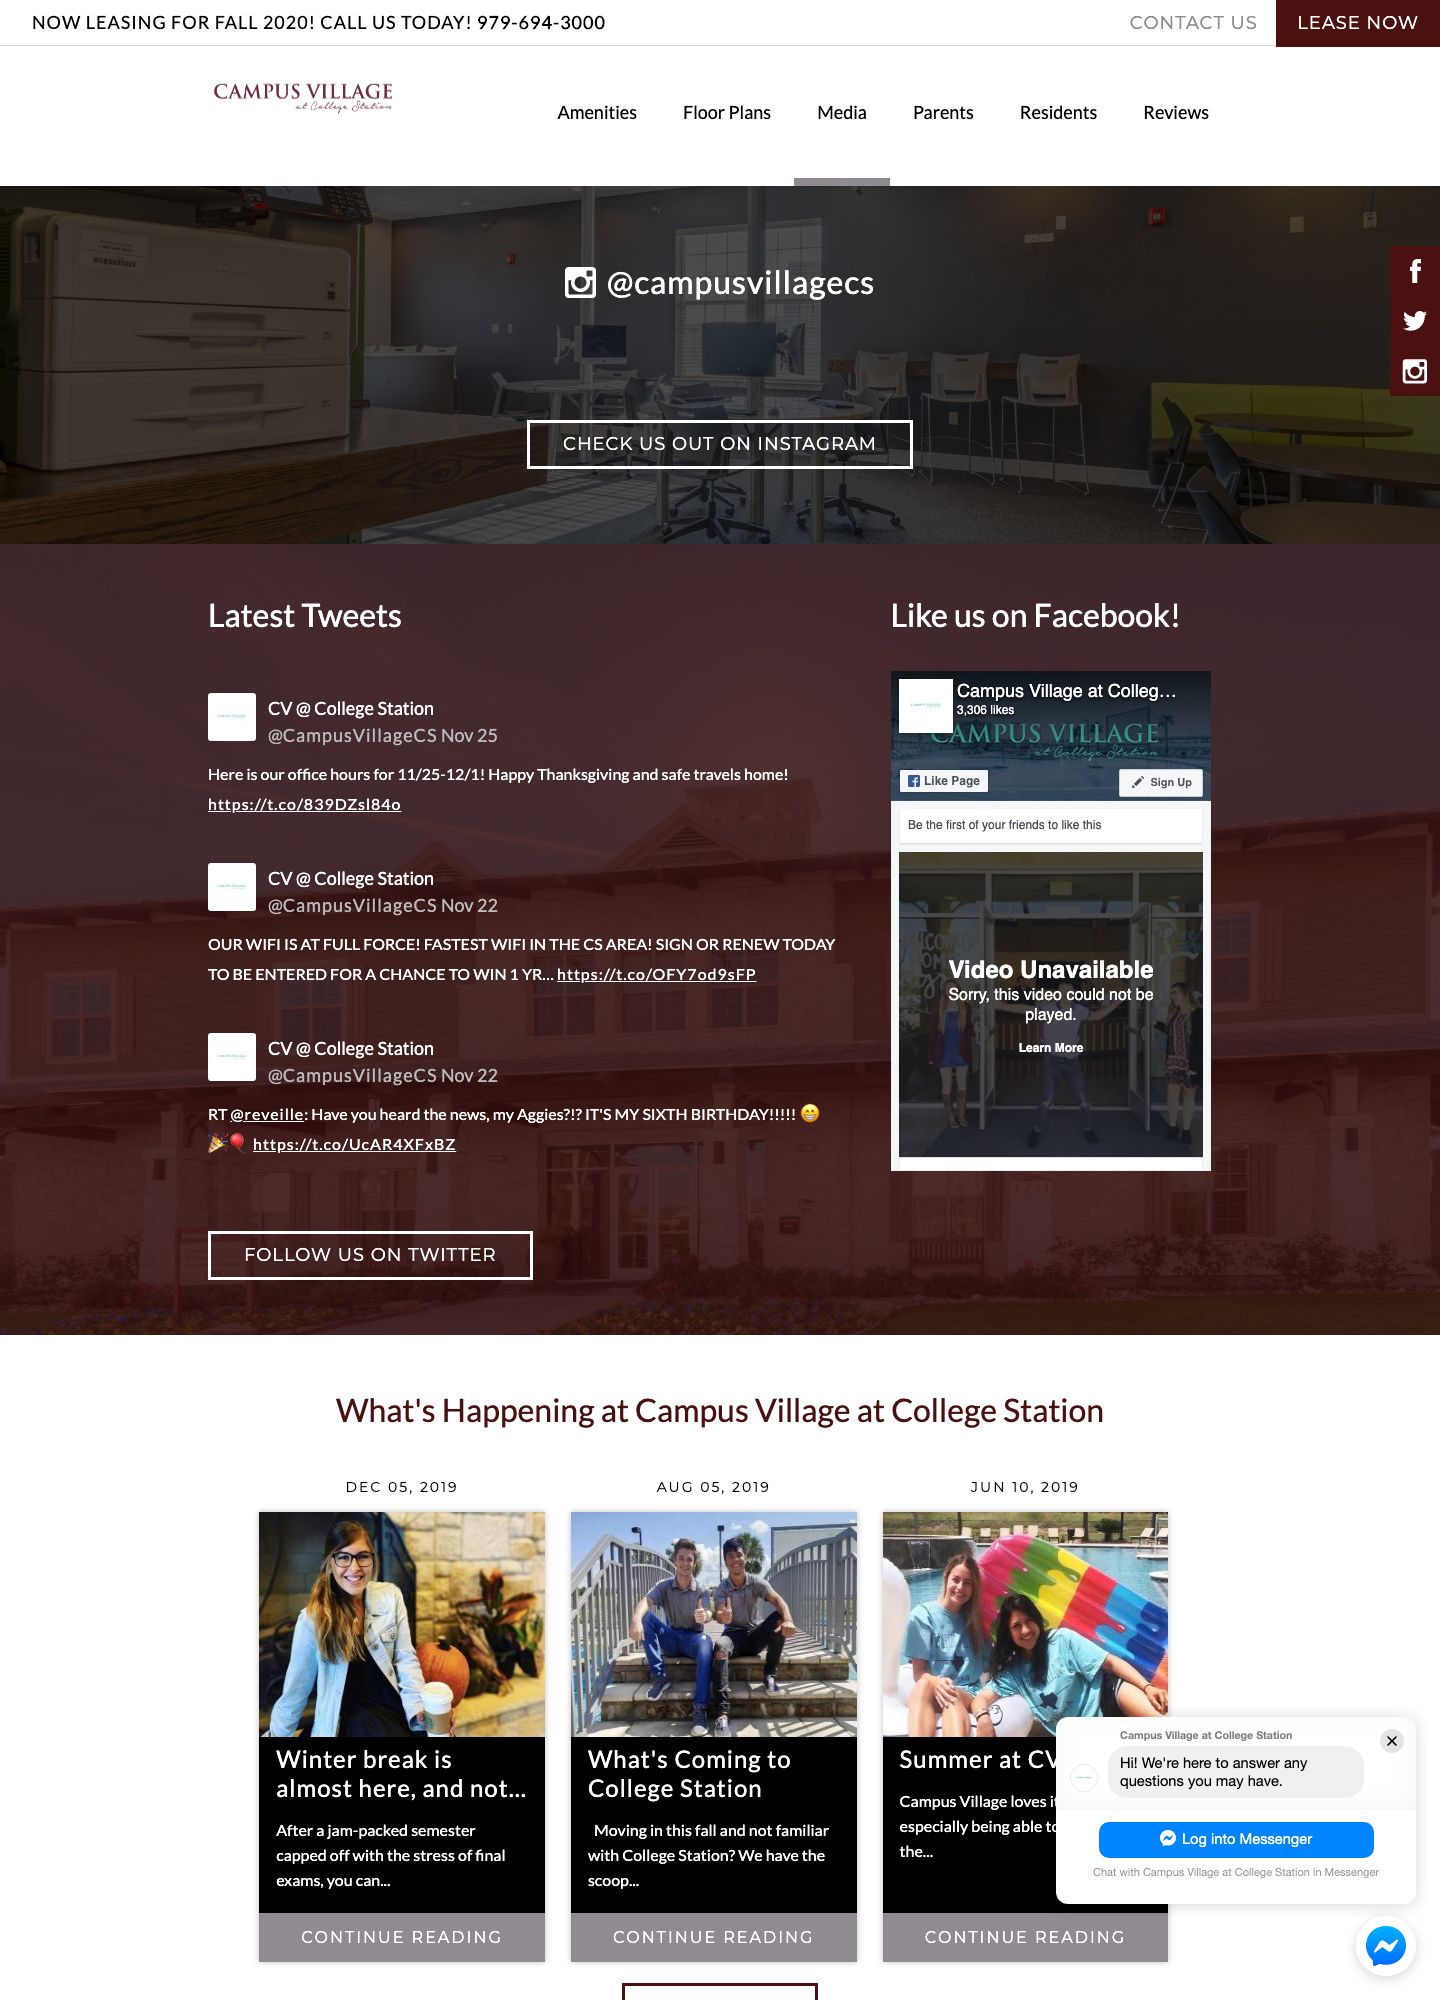 NOW LEASING FOR FALL 2020! CALL US TODAY! 979-694-3000
CONTACT US
LEASE NOW
CAMPUS VILLAGE
at College Station
Amenities
Floor Plans
Media
Parents
Residents
Reviews
@campusvillagecs
CHECK US OUT ON INSTAGRAM
Latest Tweets
CV @ College Station
@CampusVillageCS Nov 25
Here is our office hours for 11/25-12/1! Happy Thanksgiving and safe travels home!
https://t.co/839DZsl84o
CV @ College Station
@CampusVillageCS Nov 22
OUR WIFI IS AT FULL FORCE! FASTEST WIFI IN THE CS AREA! SIGN OR RENEW TODAY
TO BE ENTERED FOR A CHANCE TO WIN 1 YR… https://t.co/OFY7od9sFP
CV @ College Station
@CampusVillageCS Nov 22
RT @reveille: Have you heard the news, my Aggies?!? IT'S MY SIXTH BIRTHDAY!!!!! 😁
🎉🎈 https://t.co/UcAR4XFxBZ
FOLLOW US ON TWITTER
Like us on Facebook!
Campus Village at Colleg…
3,306 likes
CAMPUS VILLAGE
at College Station
Like Page
Sign Up
Be the first of your friends to like this
Video Unavailable
Sorry, this video could not be
played.
Learn More
What's Happening at Campus Village at College Station
DEC 05, 2019
Winter break is
almost here, and not...
After a jam-packed semester
capped off with the stress of final
exams, you can...
CONTINUE READING
AUG 05, 2019
What's Coming to
College Station
Moving in this fall and not familiar
with College Station? We have the
scoop...
CONTINUE READING
JUN 10, 2019
Summer at CV
Campus Village loves
especially being able
the...
CONTINUE READING
Campus Village at College Station
Hi! We're here to answer any
questions you may have.
Log into Messenger
Chat with Campus Village at College Station in Messenger